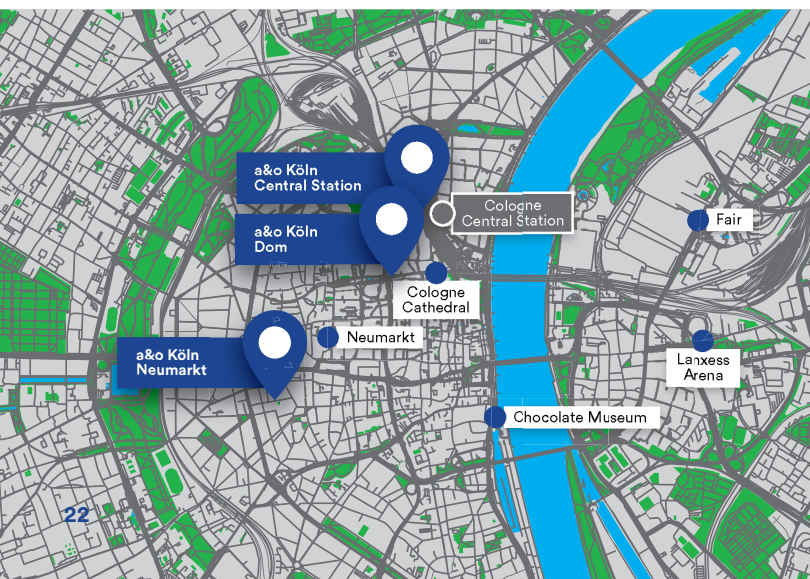 a&o Köln
Central Station
Cologne
Central Station
a&o Köln
Dom
Fair
Cologne
Cathedral
Neumarkt
a&o Köln
Neumarkt
Lanxess
Arena
Chocolate Museum
22